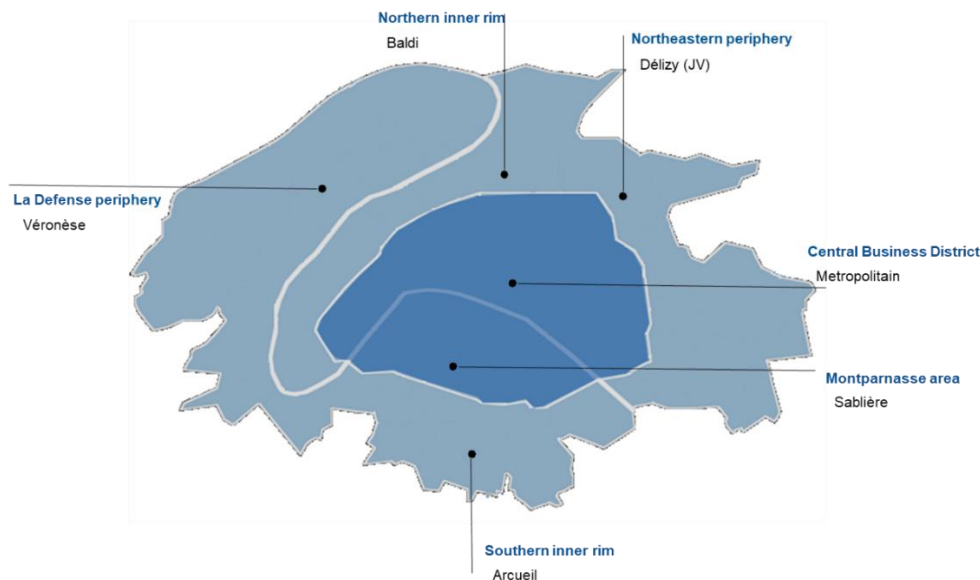 Northern inner rim
Baldi
Northeastern periphery
Délizy (JV)
La Defense periphery
Véronèse
Central Business District
Metropolitain
Montparnasse area
Sablière
Southern inner rim
Arcueil